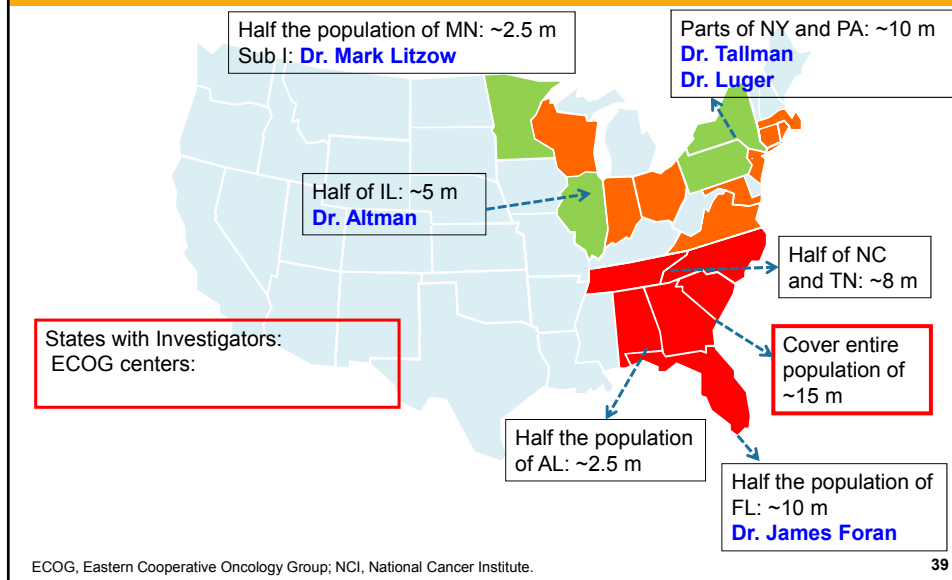 Half the population of MN: ~2.5 m
Sub I: Dr. Mark Litzow
Parts of NY and PA: ~10 m
Dr. Tallman
Dr. Luger
Half of IL: ~5 m
Dr. Altman
Half of NC
and TN: ~8 m
States with Investigators:
ECOG centers:
Cover entire
population of
~15 m
Half the population
of AL: ~2.5 m
Half the population of
FL: ~10 m
Dr. James Foran
ECOG, Eastern Cooperative Oncology Group; NCI, National Cancer Institute.
39